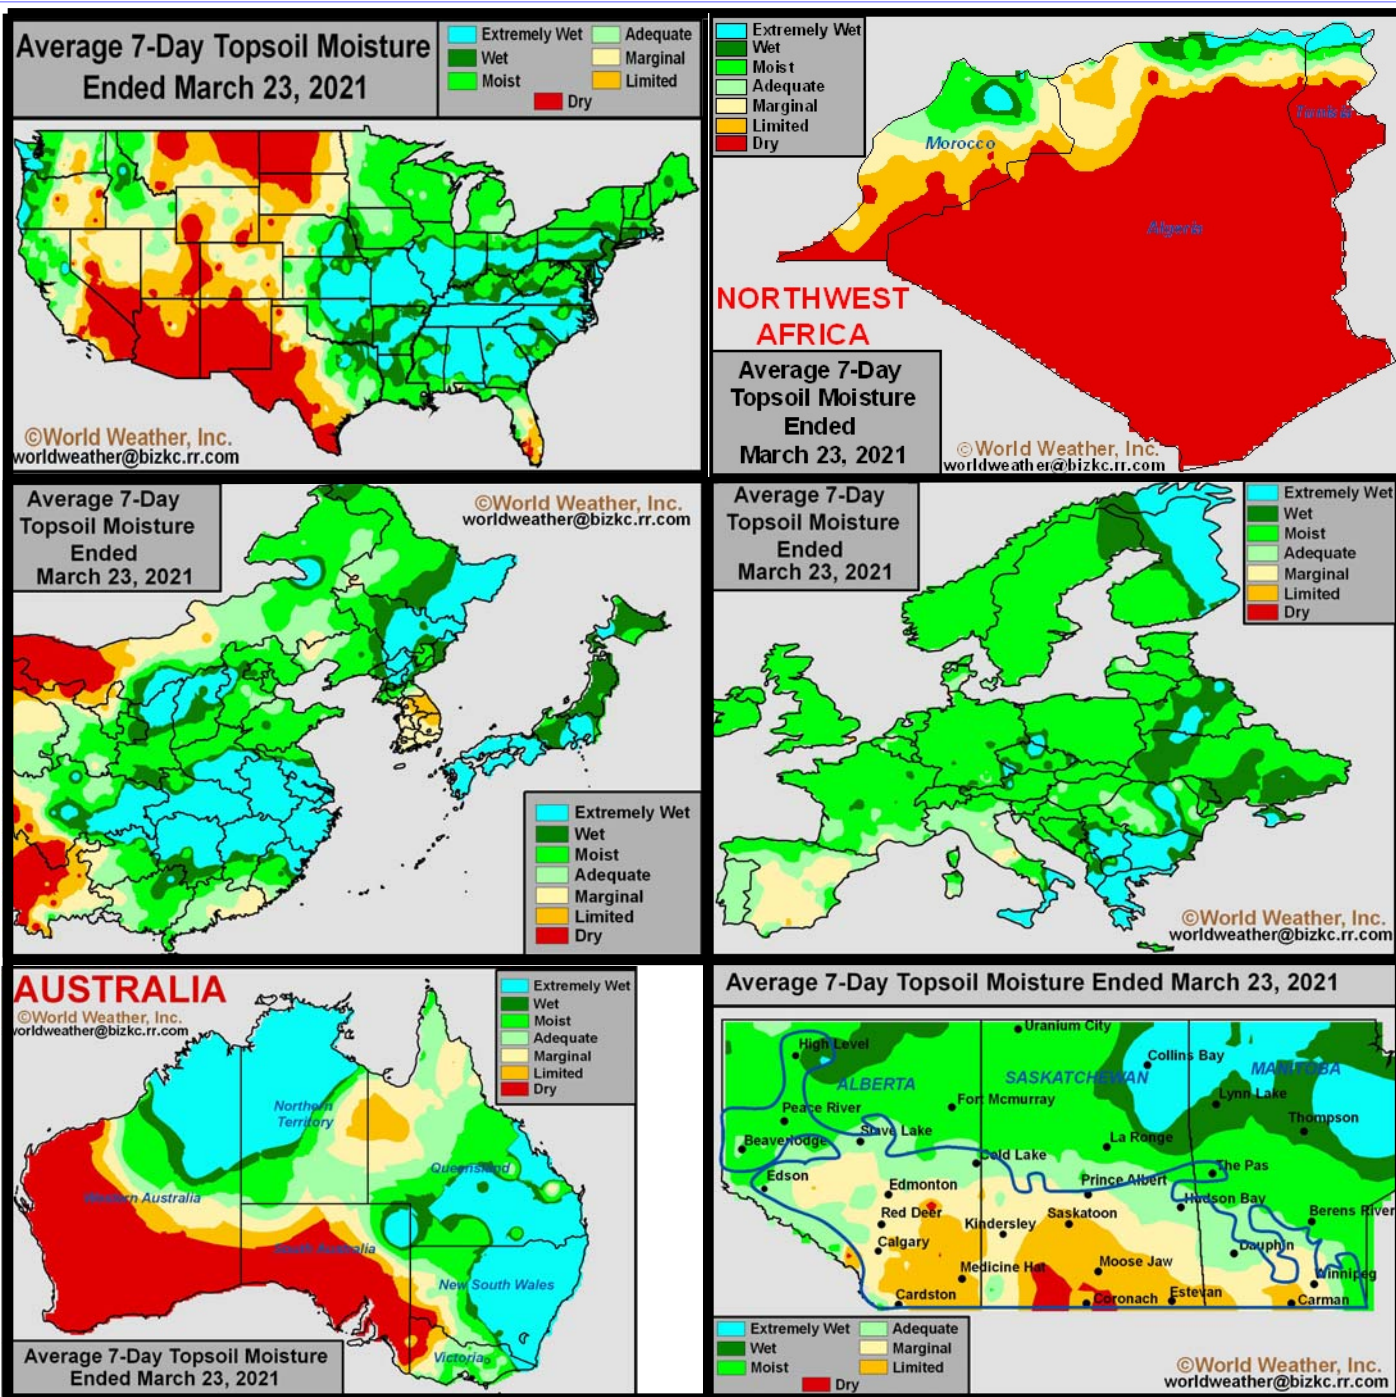 Average 7-Day Topsoil Moisture
Ended March 23, 2021
Extremely Wet
Wet
Moist
Adequate
Marginal
Limited
Dry
©World Weather, Inc.
worldweather@bizkc.rr.com
Extremely Wet
Wet
Moist
Adequate
Marginal
Limited
Dry
Morocco
Tunisia
Algeria
NORTHWEST
AFRICA
Average 7-Day
Topsoil Moisture
Ended
March 23, 2021
©World Weather, Inc.
worldweather@bizkc.rr.com
Average 7-Day
Topsoil Moisture
Ended
March 23, 2021
©World Weather, Inc.
worldweather@bizkc.rr.com
Extremely Wet
Wet
Moist
Adequate
Marginal
Limited
Dry
Average 7-Day
Topsoil Moisture
Ended
March 23, 2021
Extremely Wet
Wet
Moist
Adequate
Marginal
Limited
Dry
©World Weather, Inc.
worldweather@bizkc.rr.com
AUSTRALIA
©World Weather, Inc.
worldweather@bizkc.rr.com
Extremely Wet
Wet
Moist
Adequate
Marginal
Limited
Dry
Northern
Territory
Queensland
Western Australia
South Australia
New South Wales
Victoria
Average 7-Day Topsoil Moisture
Ended March 23, 2021
Average 7-Day Topsoil Moisture Ended March 23, 2021
Uranium City
High Level
Collins Bay
ALBERTA
SASKATCHEWAN
MANITOBA
Lynn Lake
Fort Mcmurray
Peace River
Thompson
Slave Lake
Beaverlodge
La Ronge
Cold Lake
The Pas
Edson
Edmonton
Prince Albert
Hudson Bay
Red Deer
Kindersley
Saskatoon
Berens River
Calgary
Dauphin
Medicine Hat
Moose Jaw
Winnipeg
Cardston
Coronach
Estevan
Carman
Extremely Wet
Wet
Moist
Adequate
Marginal
Limited
Dry
©World Weather, Inc.
worldweather@bizkc.rr.com